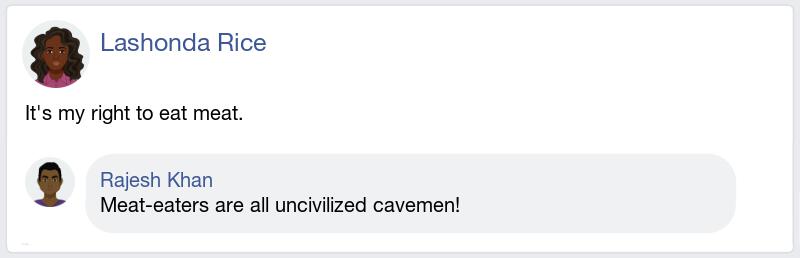 Lashonda Rice
It's my right to eat meat.
Rajesh Khan
Meat-eaters are all uncivilized cavemen!